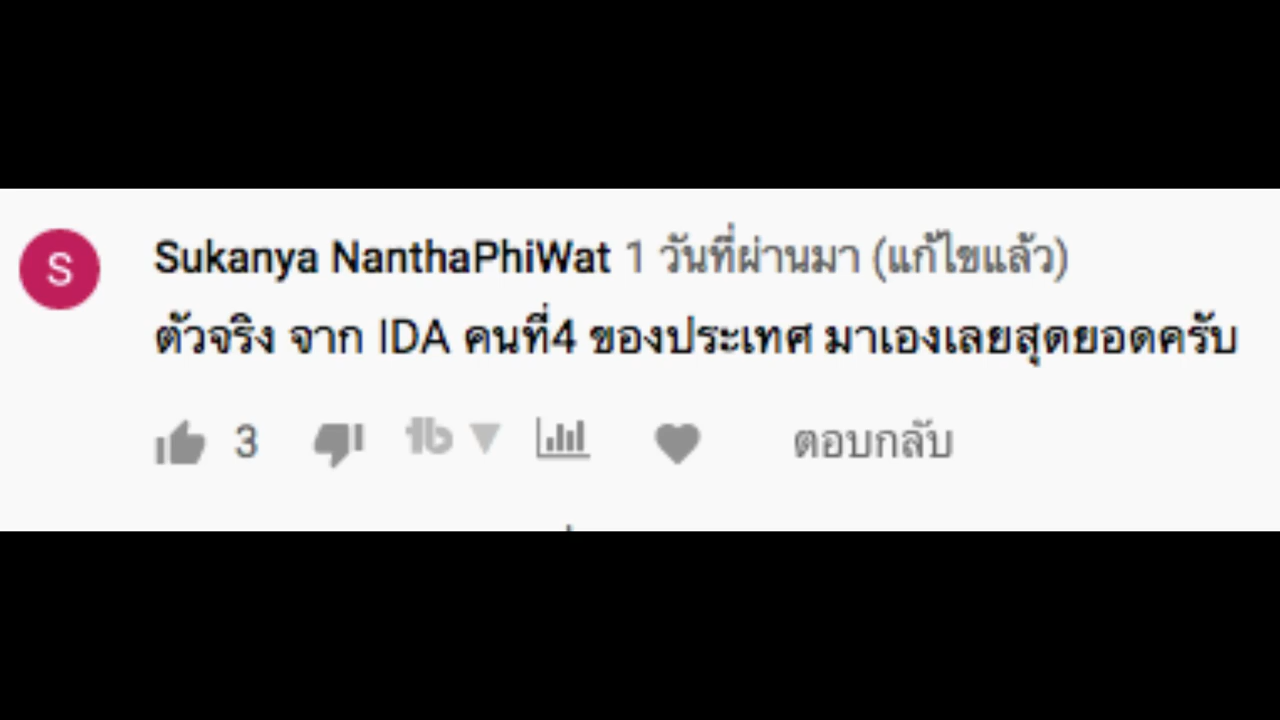 S
Sukanya NanthaPhiWat 1 วันที่ผ่านมา (แก้ไขแล้ว)
ตัวจริง จาก IDA คนที่4 ของประเทศ มาเองเลยสุดยอดครับ
3 tb ตอบกลับ